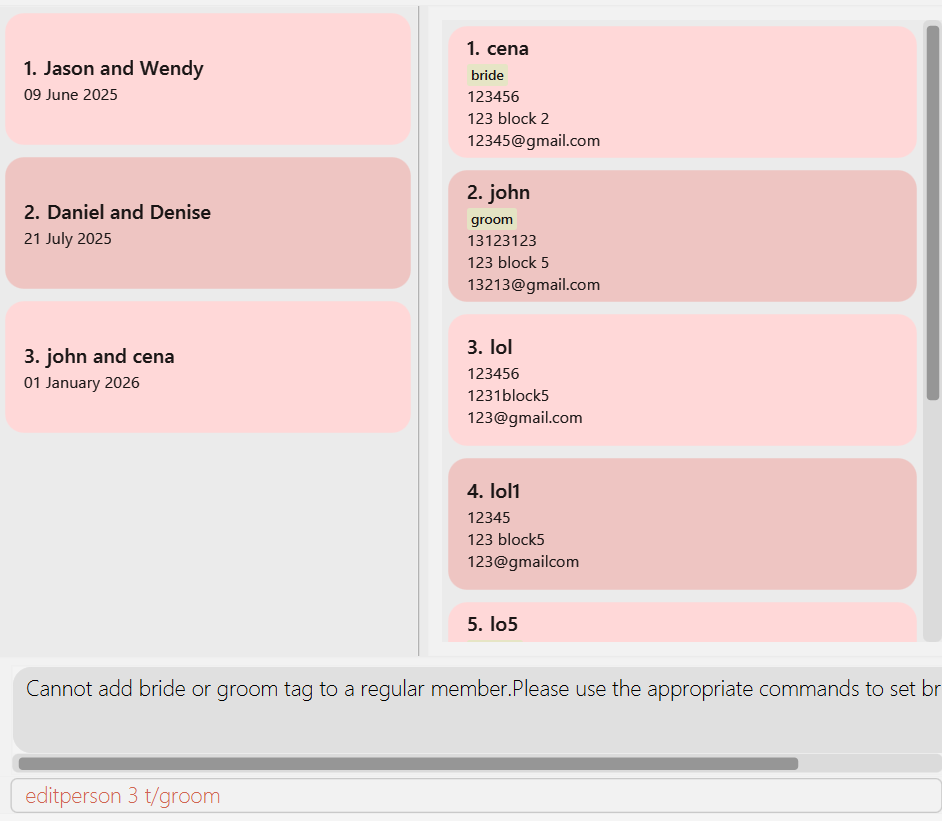 1. Jason and Wendy
09 June 2025
2. Daniel and Denise
21 July 2025
3. john and cena
01 January 2026
1. cena
bride
123456
123 block 2
12345@gmail.com
2. john
groom
13123123
123 block 5
13213@gmail.com
3. lol
123456
1231block5
123@gmail.com
4. lol1
12345
123 block5
123@gmailcom
5. lo5
Cannot add bride or groom tag to a regular member.Please use the appropriate commands to set br
editperson 3 t/groom